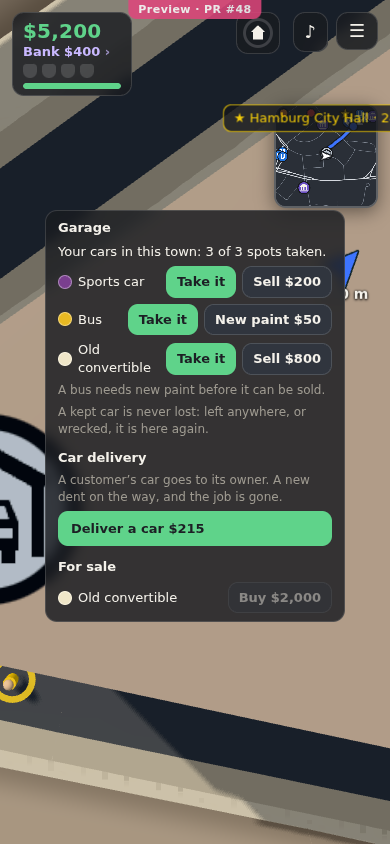 Preview · PR #48
$5,200
Bank $400 ›
★ Hamburg City Hall · 2
Garage
Your cars in this town: 3 of 3 spots taken.
Sports car
Take it
Sell $200
Bus
Take it
New paint $50
Old
convertible
Take it
Sell $800
A bus needs new paint before it can be sold.
A kept car is never lost: left anywhere, or
wrecked, it is here again.
Car delivery
A customer's car goes to its owner. A new
dent on the way, and the job is gone.
Deliver a car $215
For sale
Old convertible
Buy $2,000